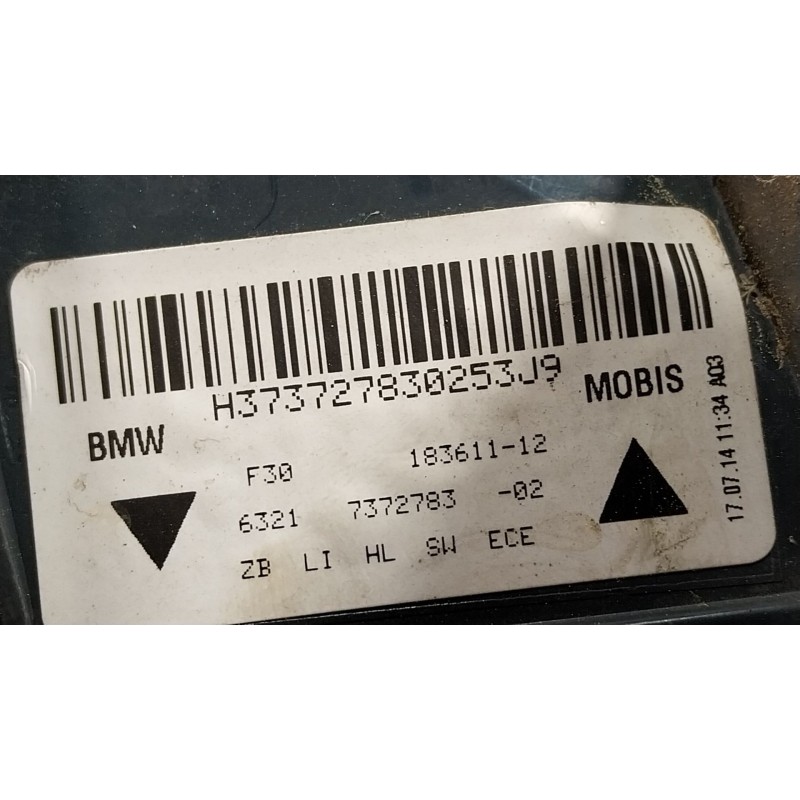 H373727830253J9
BMW
MOBIS
F30 183611-12
6321 7372783 -02
ZB LI HL SW ECE
17.07.14 11:34 A03